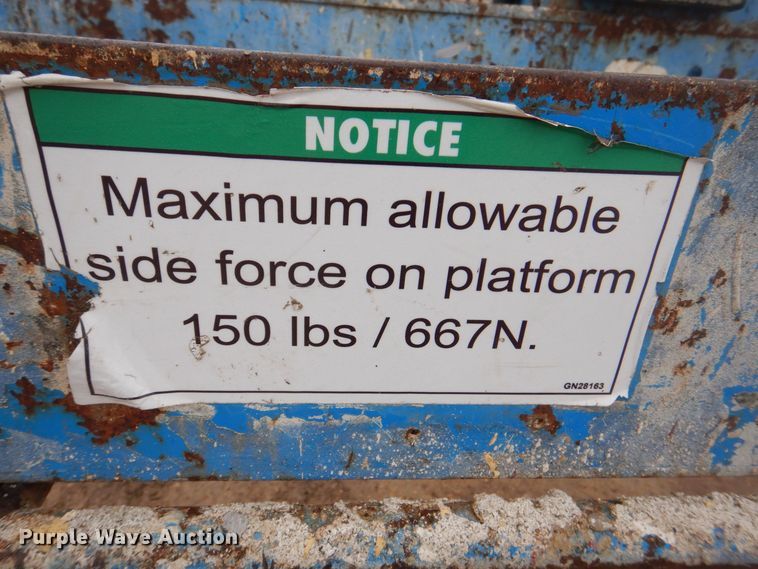 NOTICE
Maximum allowable
side force on platform
150 lbs / 667N.
GN28163
Purple Wave Auction